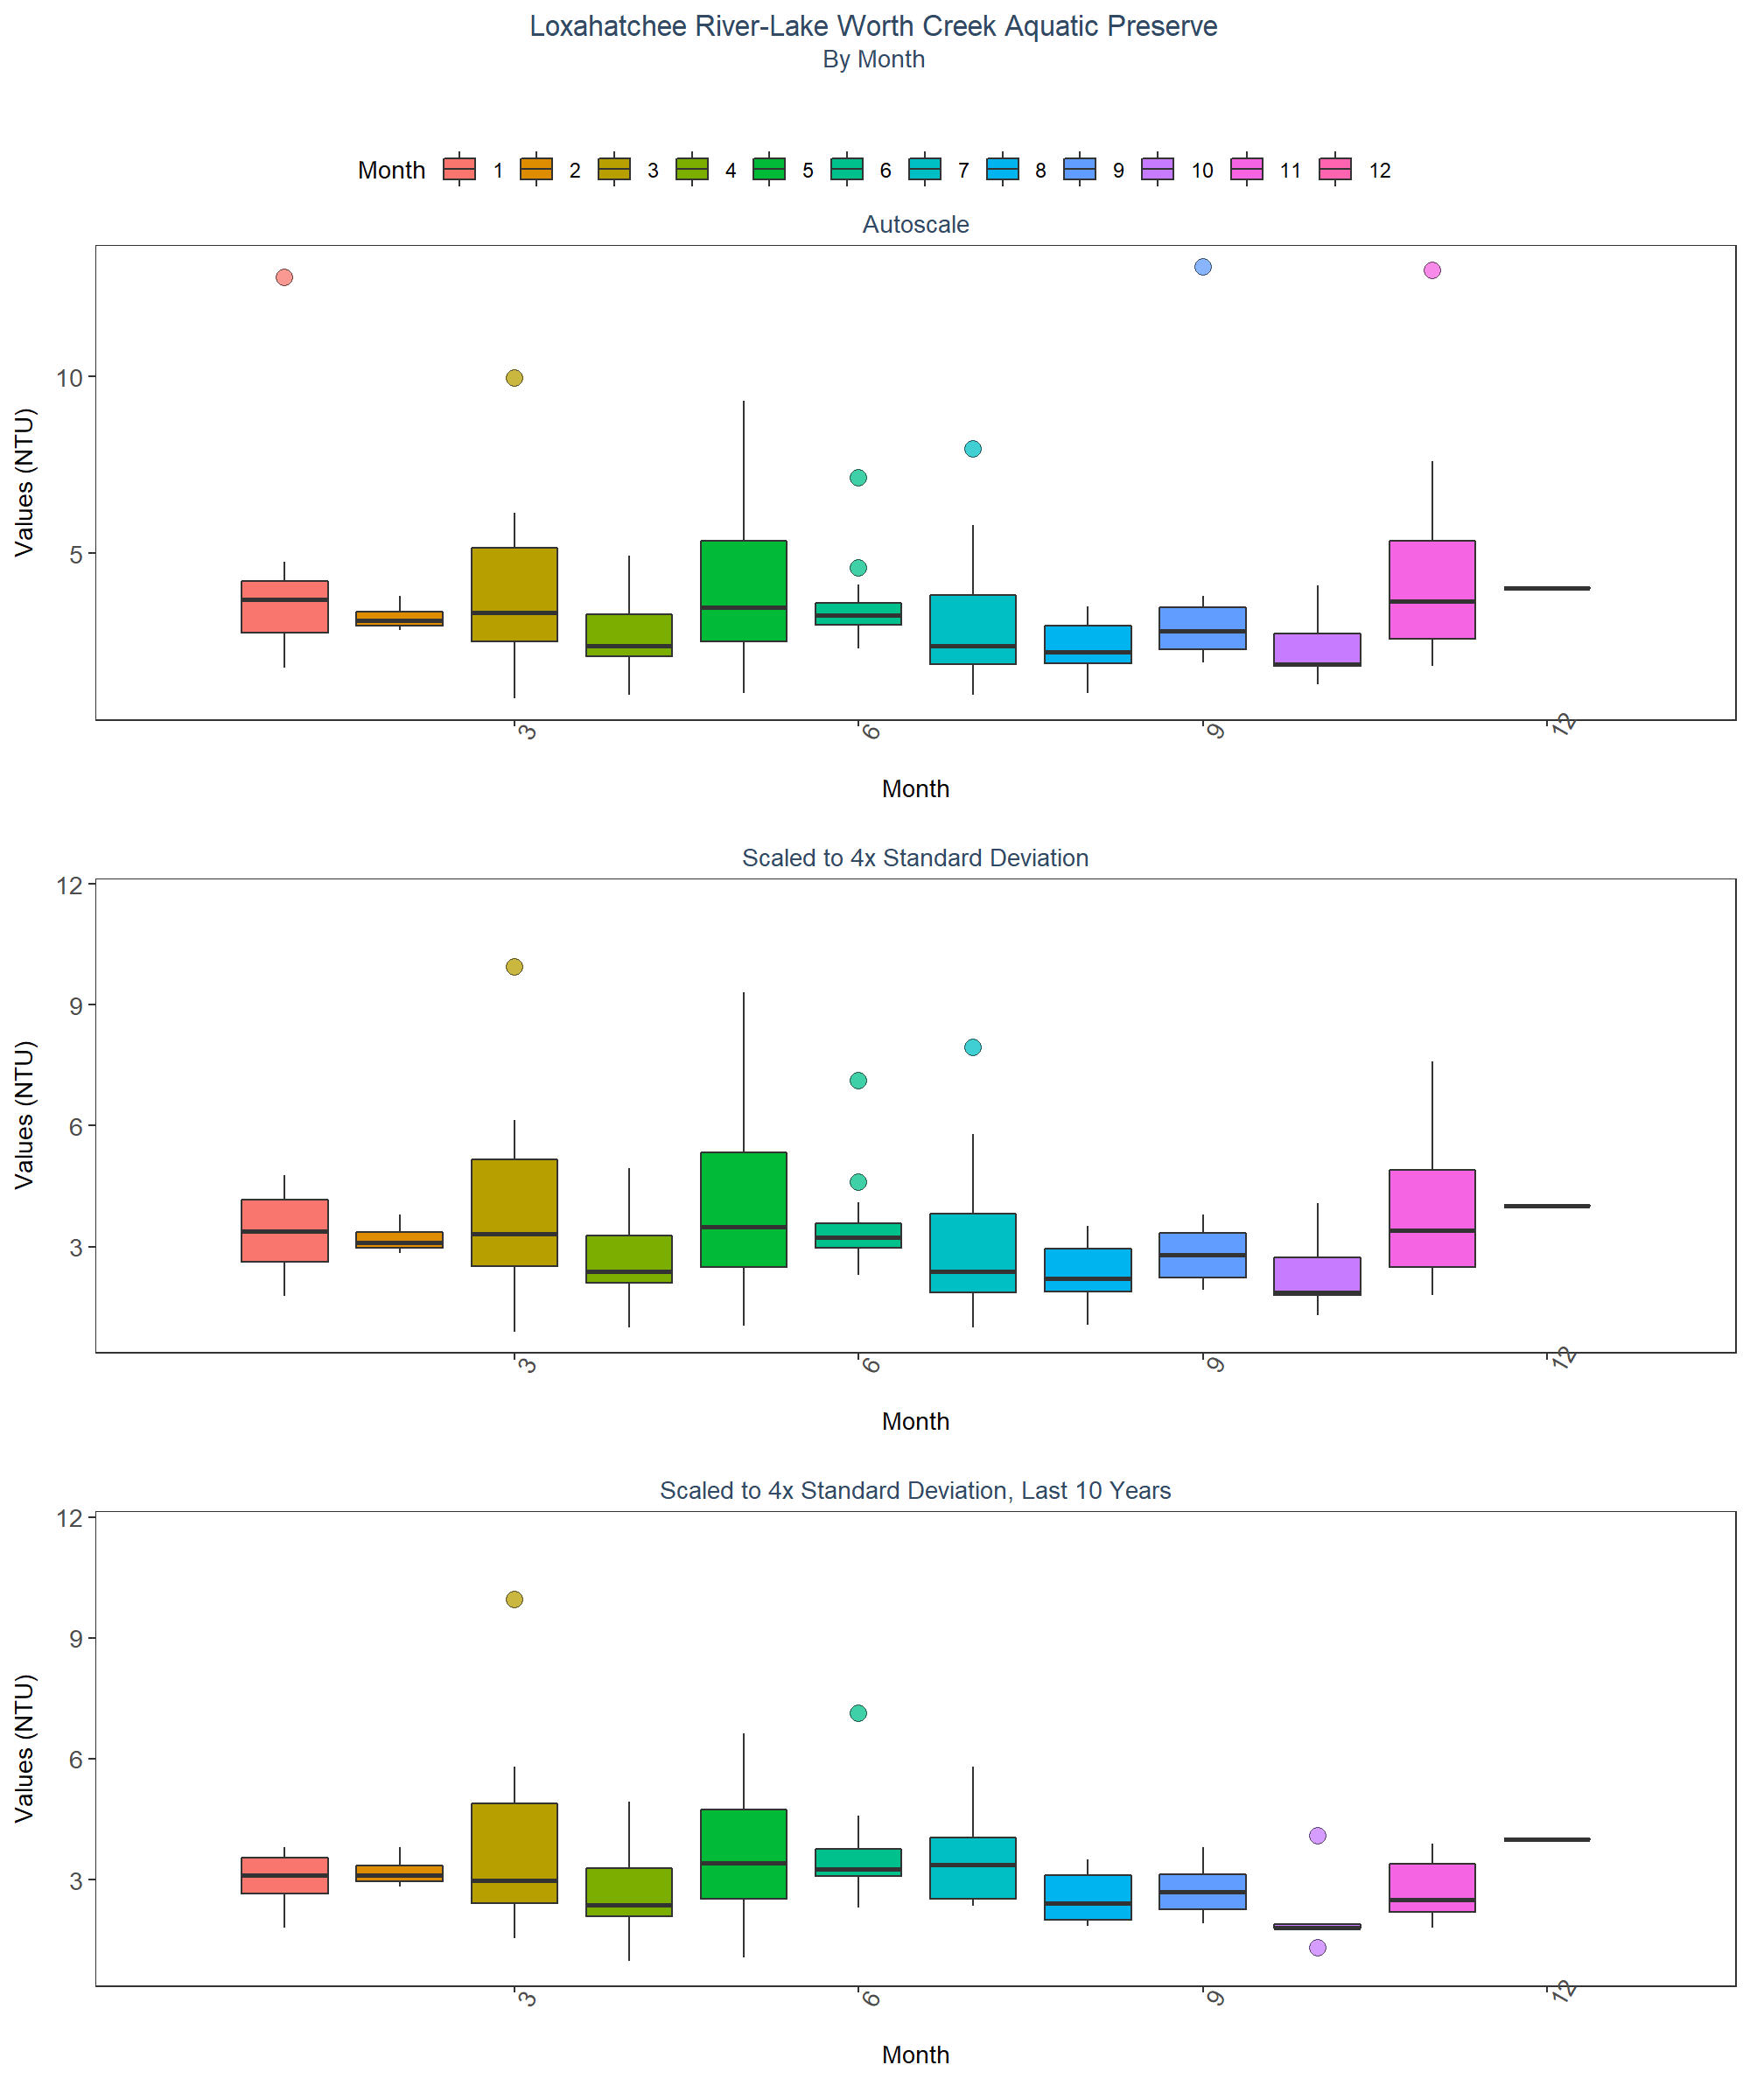 Loxahatchee River-Lake Worth Creek Aquatic Preserve
By Month
Month 1 2 3 4 5 6 7 8 9 10 11 12
Autoscale
Values (NTU)
10
5
3 6 9 12
Month
Scaled to 4x Standard Deviation
Values (NTU)
12
9
6
3
3 6 9 12
Month
Scaled to 4x Standard Deviation, Last 10 Years
Values (NTU)
12
9
6
3
3 6 9 12
Month